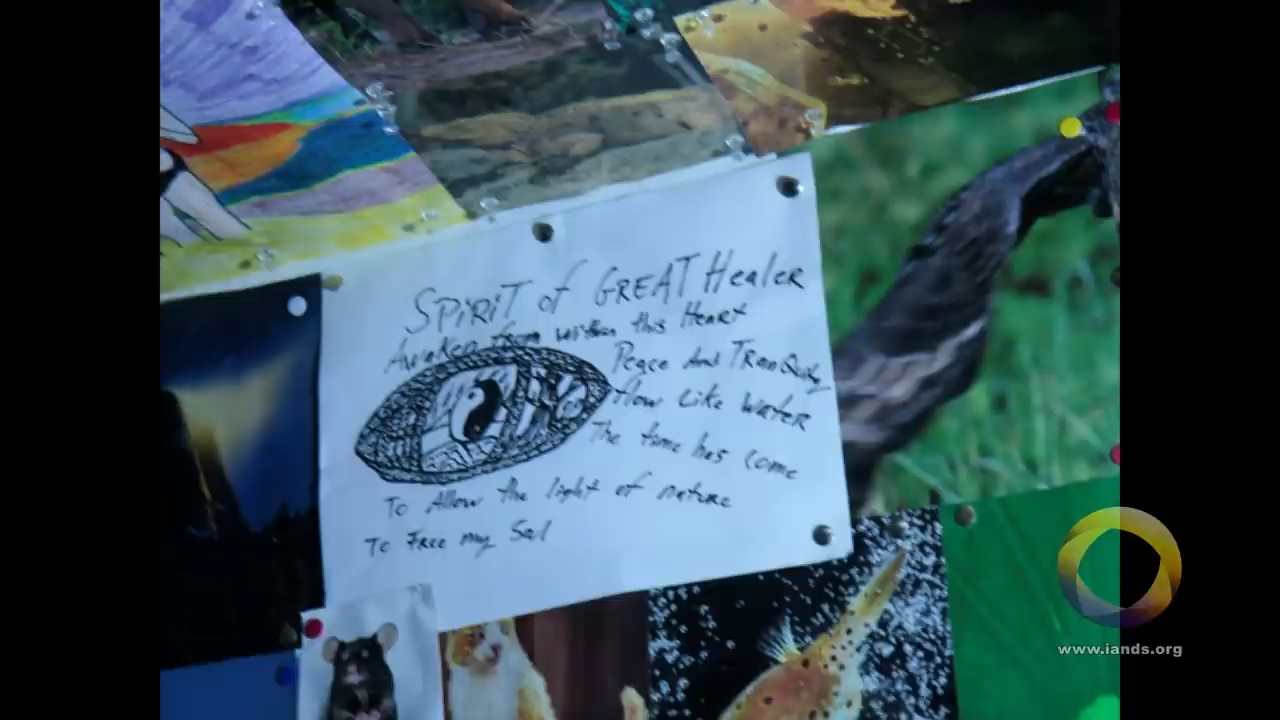 SPiRiT of GREAT Healer
Awaken from within this Heart
Peace And TranQuility
flow Like Water
The time has come
To Allow the light of nature
To Free my Sol
www.iands.org